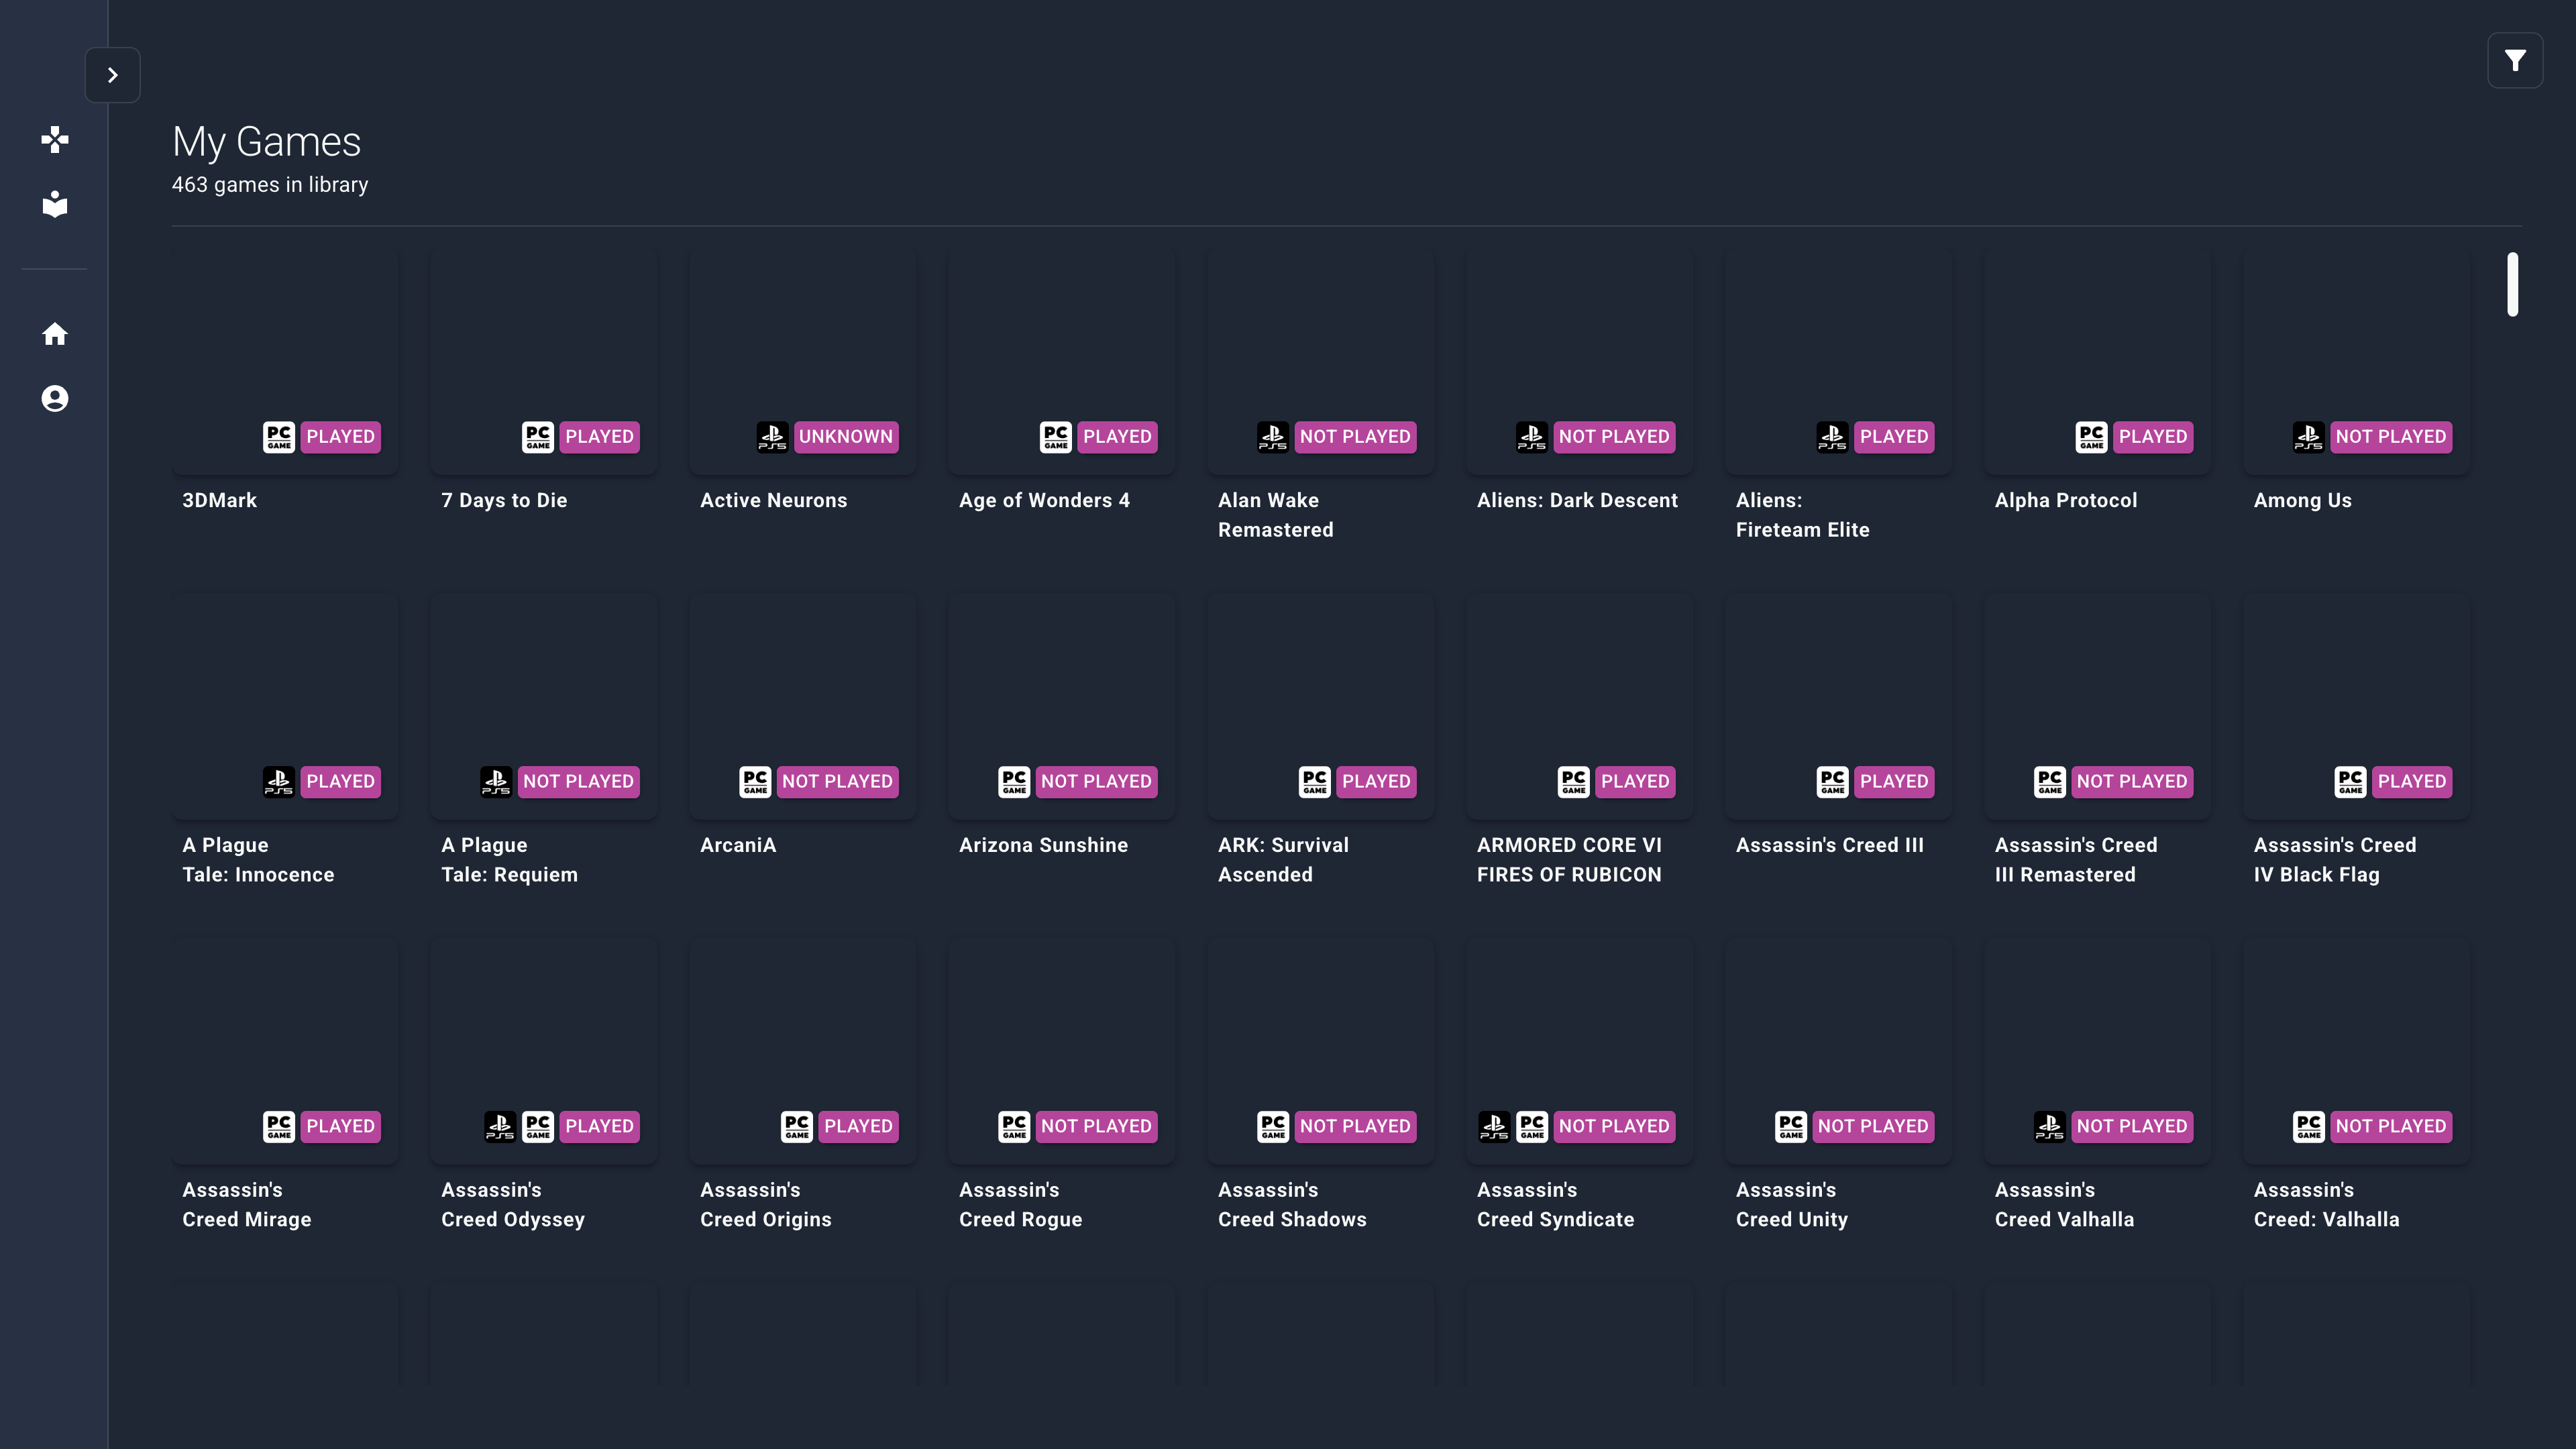 My Games
463 games in library
PC GAME PLAYED
PC GAME PLAYED
PS5 UNKNOWN
PC GAME PLAYED
PS5 NOT PLAYED
PS5 NOT PLAYED
PS5 PLAYED
PC GAME PLAYED
PS5 NOT PLAYED
3DMark
7 Days to Die
Active Neurons
Age of Wonders 4
Alan Wake
Remastered
Aliens: Dark Descent
Aliens:
Fireteam Elite
Alpha Protocol
Among Us
PS5 PLAYED
PS5 NOT PLAYED
PC GAME NOT PLAYED
PC GAME NOT PLAYED
PC GAME PLAYED
PC GAME PLAYED
PC GAME PLAYED
PC GAME NOT PLAYED
PC GAME PLAYED
A Plague
Tale: Innocence
A Plague
Tale: Requiem
ArcaniA
Arizona Sunshine
ARK: Survival
Ascended
ARMORED CORE VI
FIRES OF RUBICON
Assassin's Creed III
Assassin's Creed
III Remastered
Assassin's Creed
IV Black Flag
PC GAME PLAYED
PS5 PC GAME PLAYED
PC GAME PLAYED
PC GAME NOT PLAYED
PC GAME NOT PLAYED
PS5 PC GAME NOT PLAYED
PC GAME NOT PLAYED
PS5 NOT PLAYED
PC GAME NOT PLAYED
Assassin's
Creed Mirage
Assassin's
Creed Odyssey
Assassin's
Creed Origins
Assassin's
Creed Rogue
Assassin's
Creed Shadows
Assassin's
Creed Syndicate
Assassin's
Creed Unity
Assassin's
Creed Valhalla
Assassin's
Creed: Valhalla